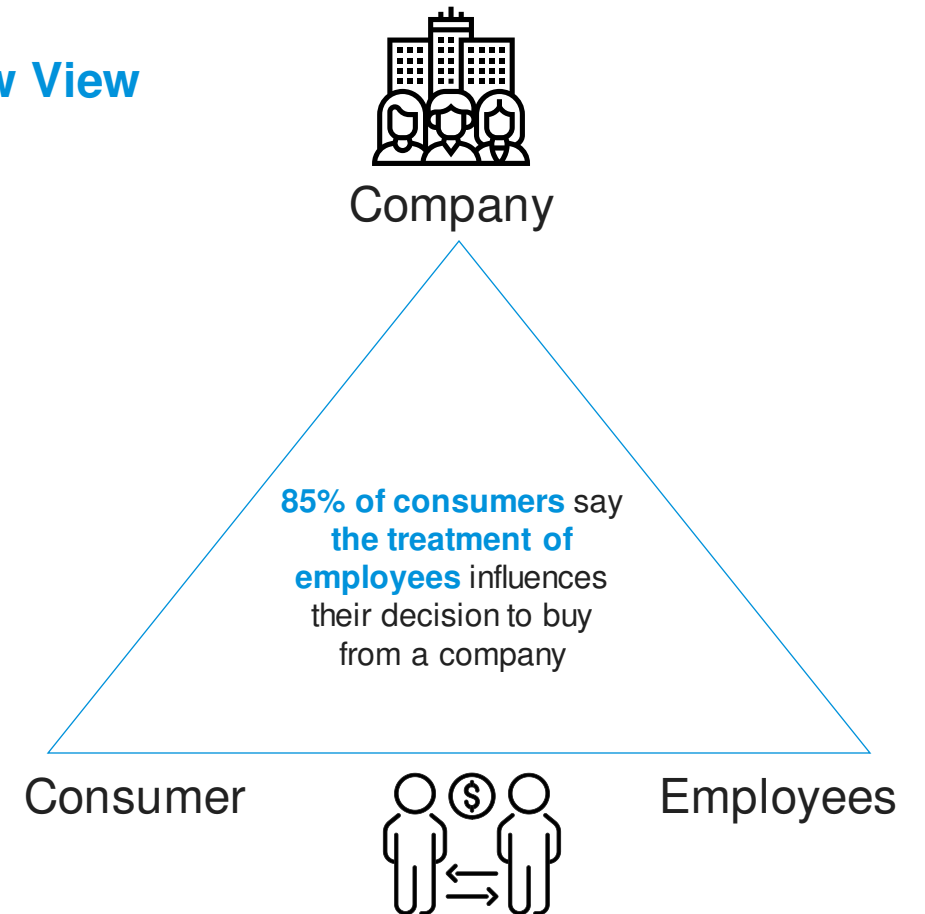 w View
Company
$
85% of consumers say
the treatment of
employees influences
their decision to buy
from a company
Consumer
Employees